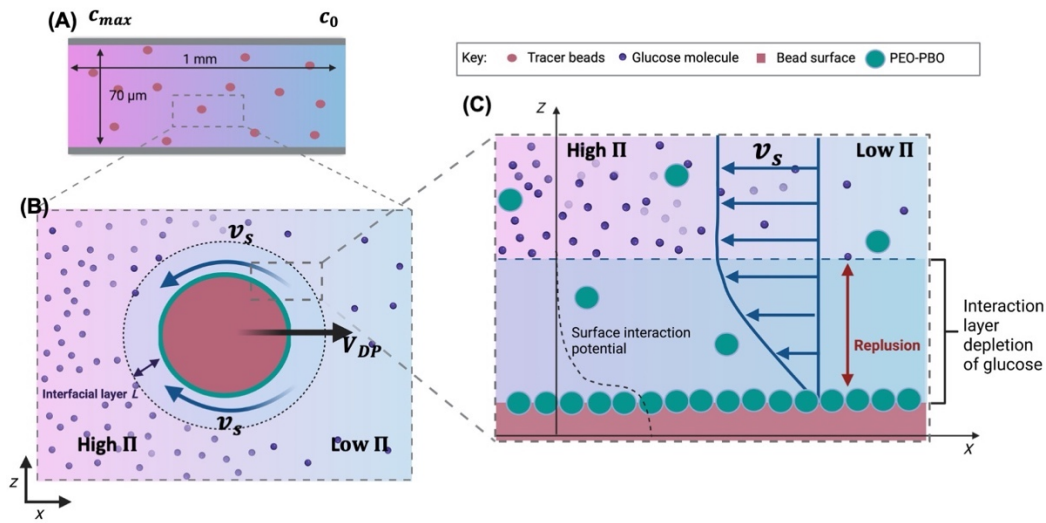 (A)
c_max
c_0
1 mm
70 µm
Key: Tracer beads Glucose molecule Bead surface PEO-PBO
(B)
v_s
V_DP
Interfacial layer L
v_s
High Π
Low Π
z
x
(C)
z
High Π
v_s
Low Π
Surface interaction
potential
Replusion
Interaction
layer
depletion
of glucose
x